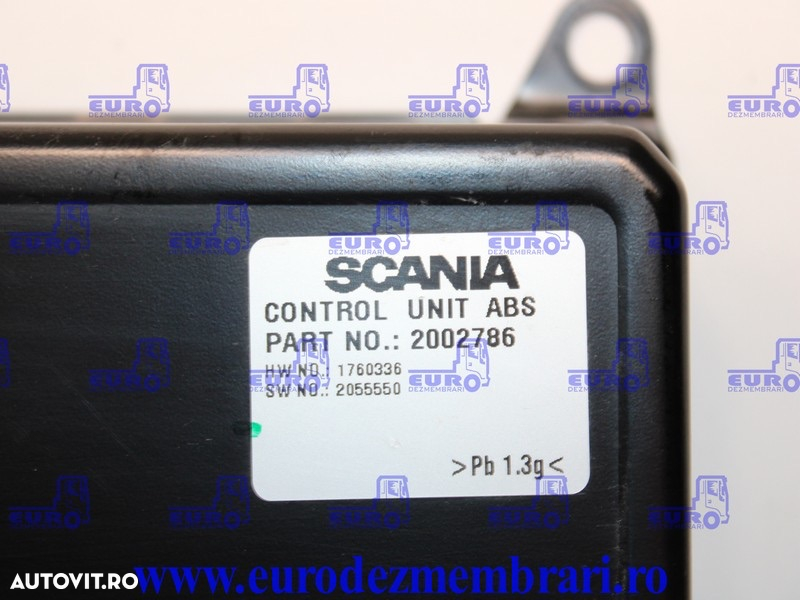 SCANIA
CONTROL UNIT ABS
PART NO.: 2002786
HW NO.: 1760336
SW NO.: 2055550
>Pb 1.3g<
EURO
DEZMEMBRARI
AUTOVIT.RO
www.eurodezmembrari.ro